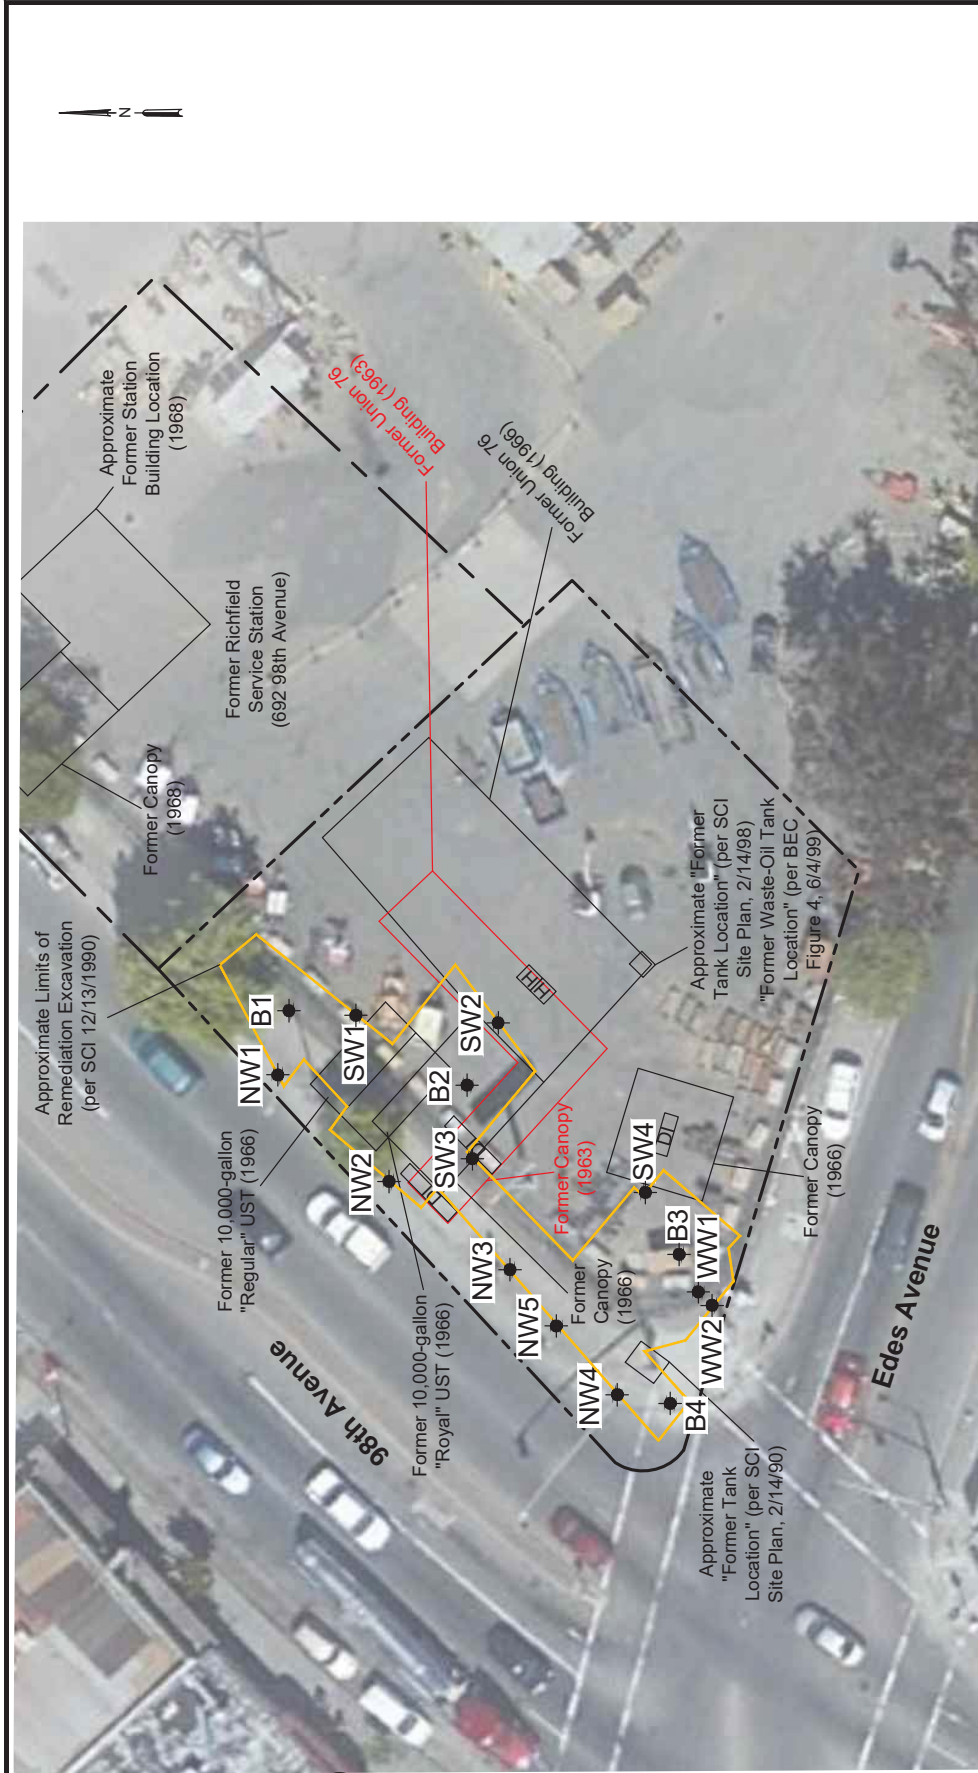 N
Approximate
Former Station
Building Location
(1968)
Former Richfield
Service Station
(692 98th Avenue)
Former Canopy
(1968)
Former Union 76
Building (1963)
Former Union 76
Building (1966)
Approximate Limits of
Remediation Excavation
(per SCI 12/13/1990)
Former 10,000-gallon
"Regular" UST (1966)
Former 10,000-gallon
"Royal" UST (1966)
98th Avenue
B1
NW1
SW1
SW2
B2
SW3
NW2
NW3
NW5
NW4
B4
SW4
B3
WW1
WW2
HH
DI
Former Canopy
(1963)
Former
Canopy
(1966)
Former Canopy
(1966)
Approximate "Former
Tank Location" (per SCI
Site Plan, 2/14/98)
"Former Waste-Oil Tank
Location" (per BEC
Figure 4, 6/4/99)
Approximate
"Former Tank
Location" (per SCI
Site Plan, 2/14/90)
Edes Avenue